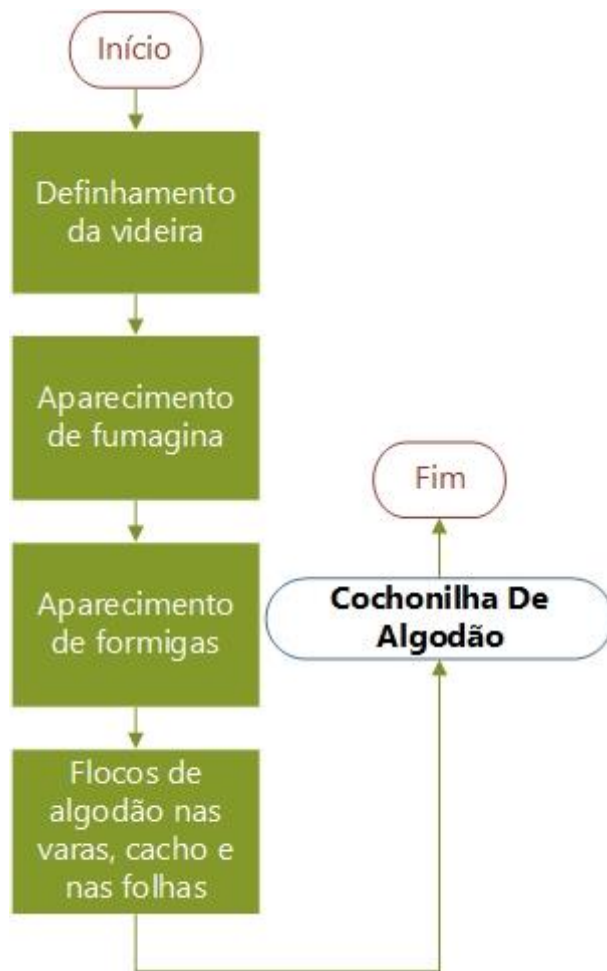 Início
Definhamento
da videira
Aparecimento
de fumagina
Aparecimento
de formigas
Flocos de
algodão nas
varas, cacho e
nas folhas
Cochonilha De
Algodão
Fim